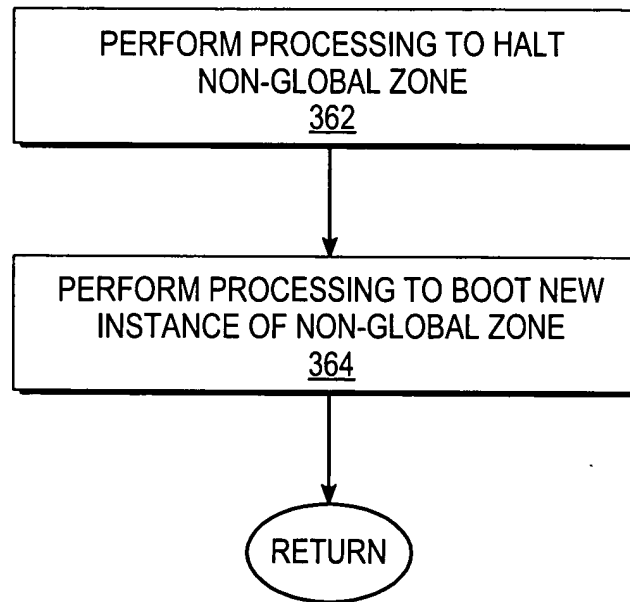 PERFORM PROCESSING TO HALT
NON-GLOBAL ZONE
362
PERFORM PROCESSING TO BOOT NEW
INSTANCE OF NON-GLOBAL ZONE
364
RETURN